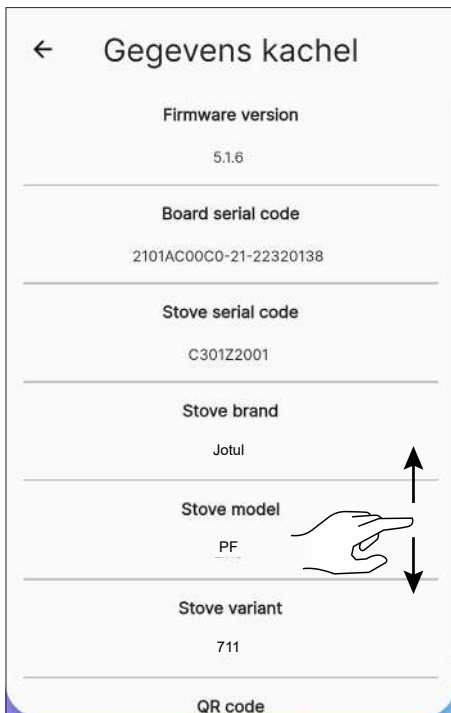 ← Gegevens kachel
Firmware version
5.1.6
Board serial code
2101AC00C0-21-22320138
Stove serial code
C301Z2001
Stove brand
Jotul
Stove model
PF
Stove variant
711
QR code